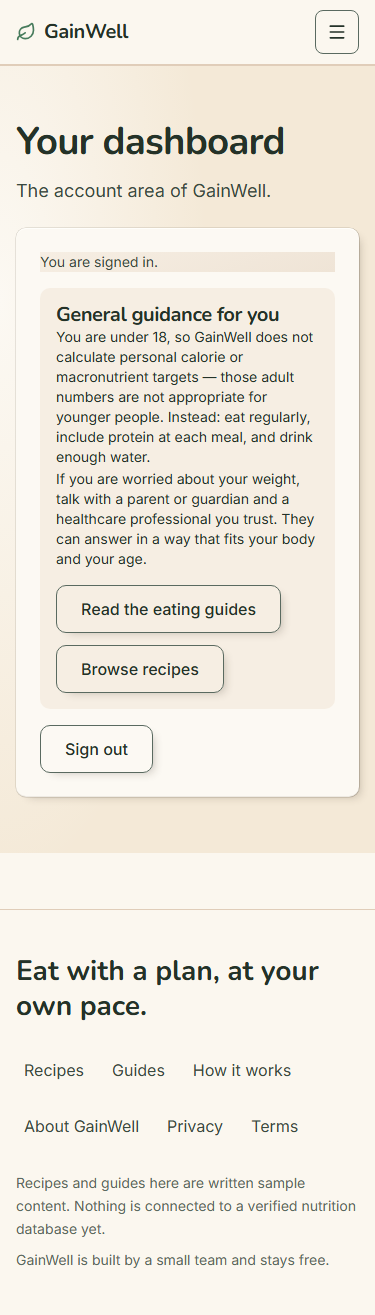 GainWell
Your dashboard
The account area of GainWell.
You are signed in.
General guidance for you
You are under 18, so GainWell does not
calculate personal calorie or
macronutrient targets — those adult
numbers are not appropriate for
younger people. Instead: eat regularly,
include protein at each meal, and drink
enough water.
If you are worried about your weight,
talk with a parent or guardian and a
healthcare professional you trust. They
can answer in a way that fits your body
and your age.
Read the eating guides
Browse recipes
Sign out
Eat with a plan, at your
own pace.
Recipes Guides How it works
About GainWell Privacy Terms
Recipes and guides here are written sample
content. Nothing is connected to a verified nutrition
database yet.
GainWell is built by a small team and stays free.